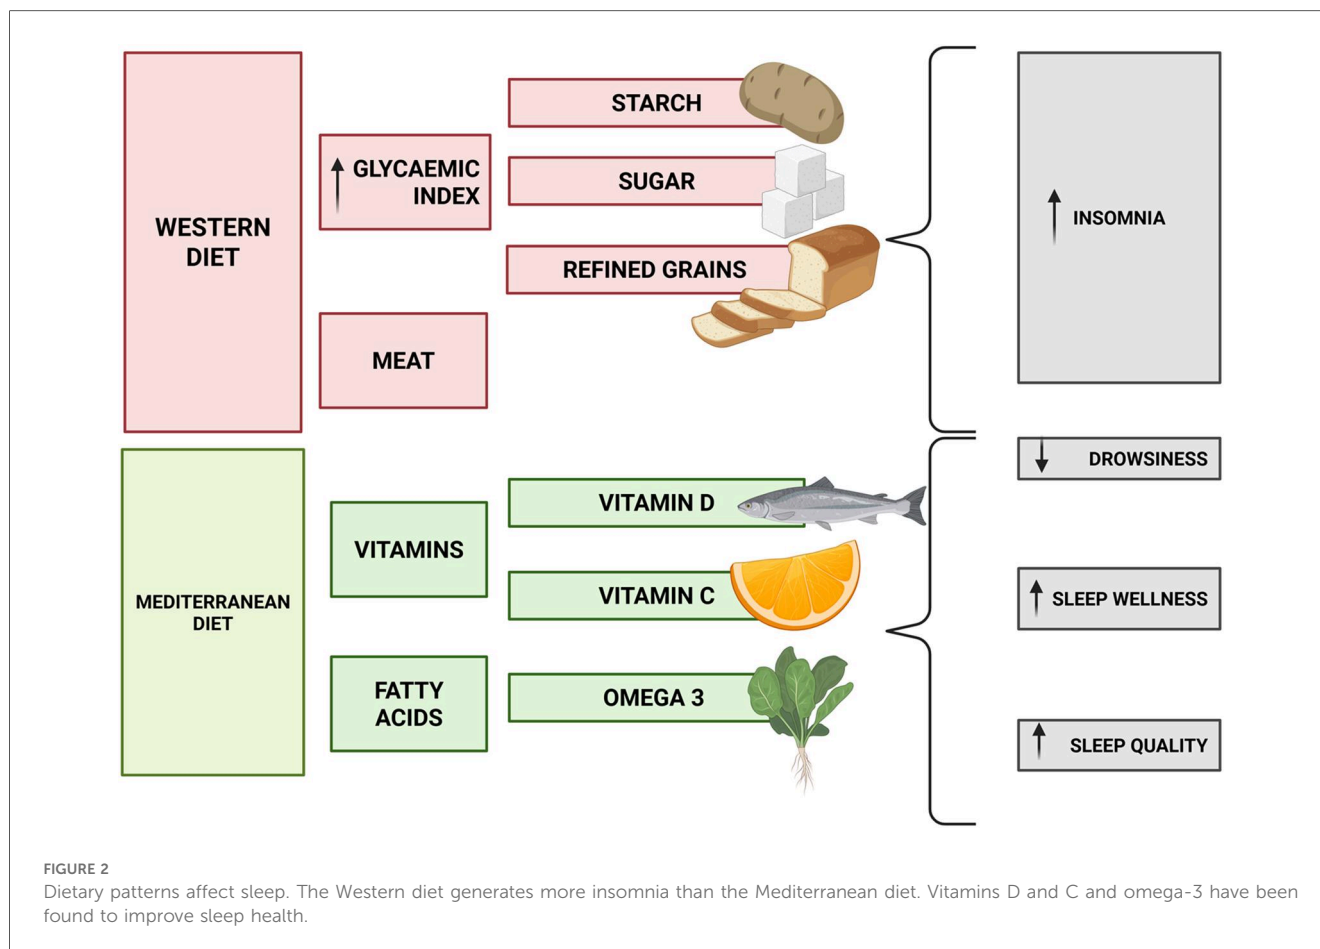 WESTERN
DIET
↑ GLYCAEMIC
INDEX
MEAT
STARCH
SUGAR
REFINED GRAINS
↑ INSOMNIA
MEDITERRANEAN
DIET
VITAMINS
FATTY
ACIDS
VITAMIN D
VITAMIN C
OMEGA 3
↓ DROWSINESS
↑ SLEEP WELLNESS
↑ SLEEP QUALITY
FIGURE 2
Dietary patterns affect sleep. The Western diet generates more insomnia than the Mediterranean diet. Vitamins D and C and omega-3 have been
found to improve sleep health.